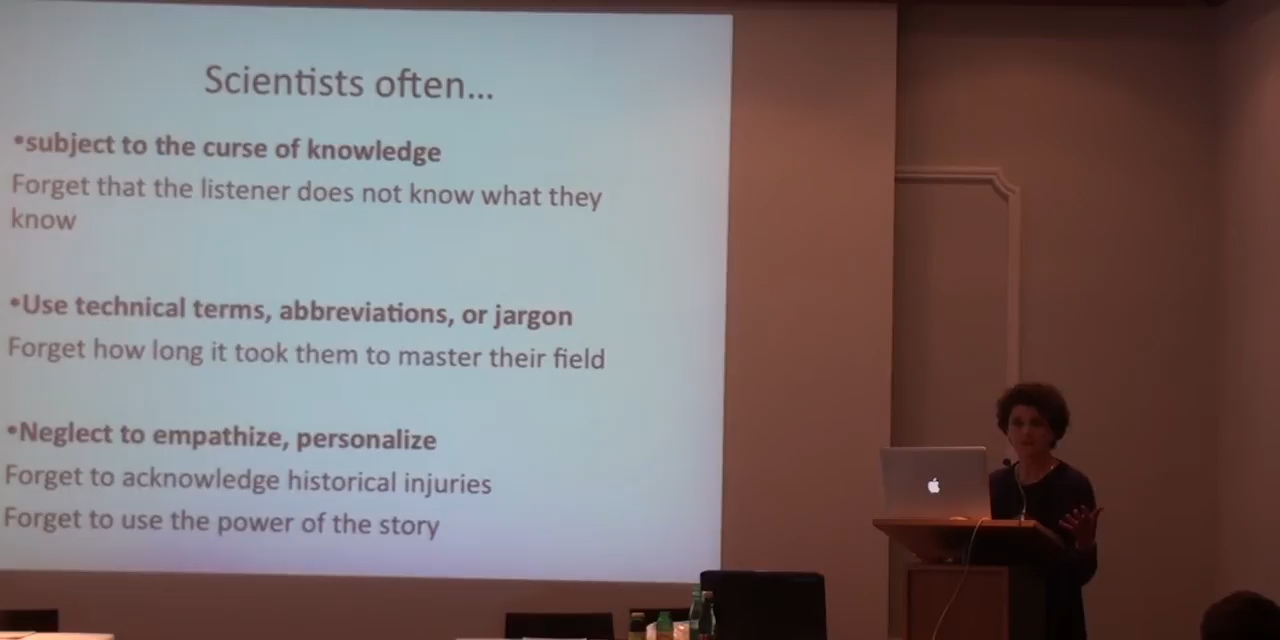 Scientists often...
•subject to the curse of knowledge
Forget that the listener does not know what they
know
•Use technical terms, abbreviations, or jargon
Forget how long it took them to master their field
•Neglect to empathize, personalize
Forget to acknowledge historical injuries
Forget to use the power of the story